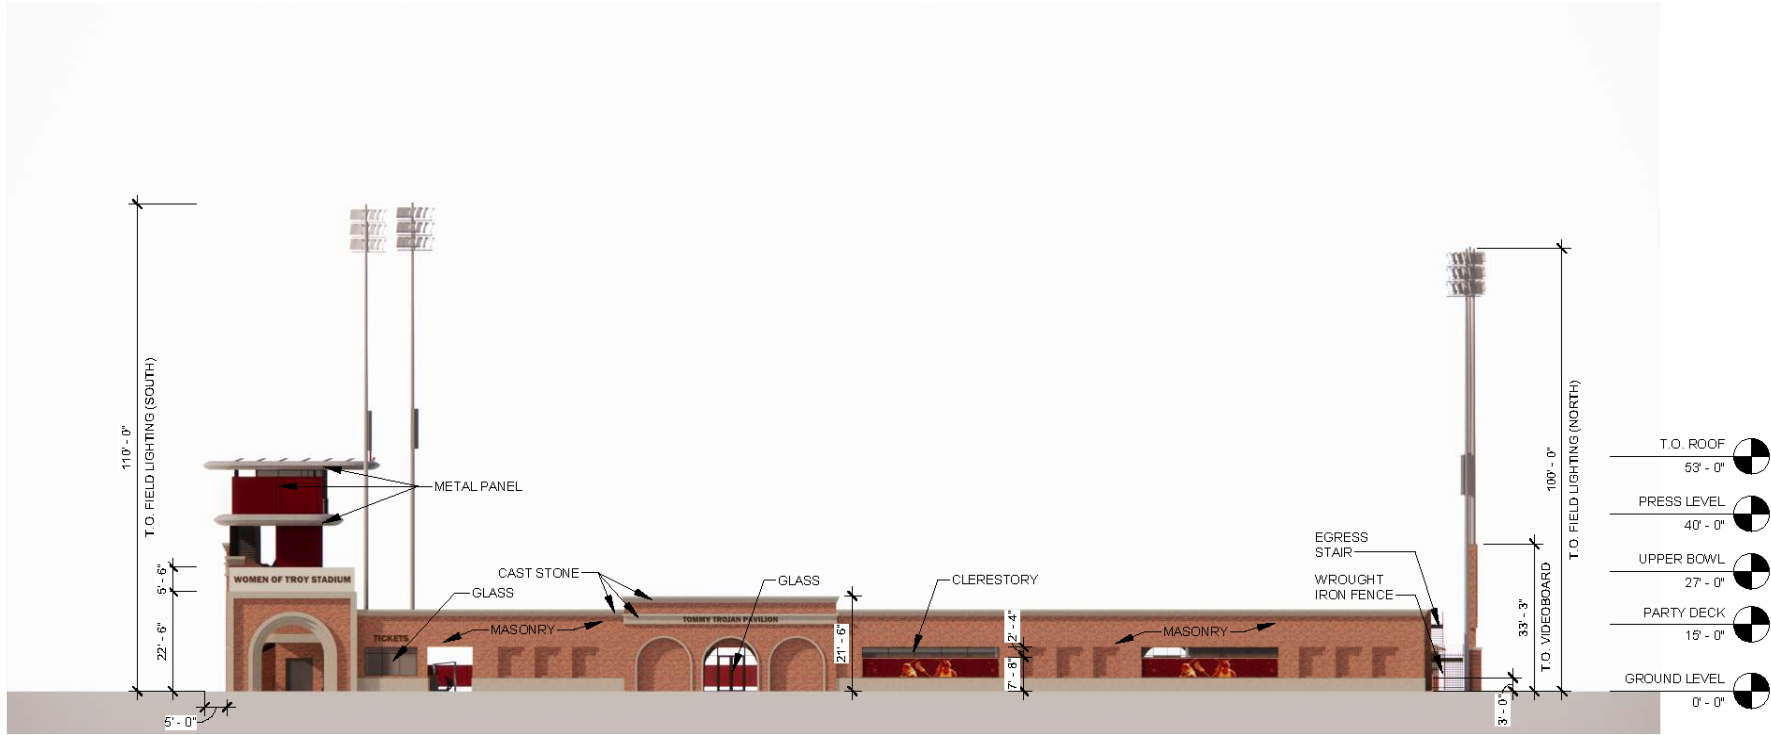 110' - 0"
T.O. FIELD LIGHTING (SOUTH)
METAL PANEL
5' - 6"
22' - 6"
5' - 0"
WOMEN OF TROY STADIUM
TICKETS
GLASS
MASONRY
CAST STONE
TOMMY TROJAN PAVILION
GLASS
21' - 6"
CLERESTORY
2' - 4"
7' - 8"
MASONRY
EGRESS
STAIR
WROUGHT
IRON FENCE
3' - 0"
33' - 3"
T.O. VIDEOBOARD
100' - 0"
T.O. FIELD LIGHTING (NORTH)
T.O. ROOF
53' - 0"
PRESS LEVEL
40' - 0"
UPPER BOWL
27' - 0"
PARTY DECK
15' - 0"
GROUND LEVEL
0' - 0"